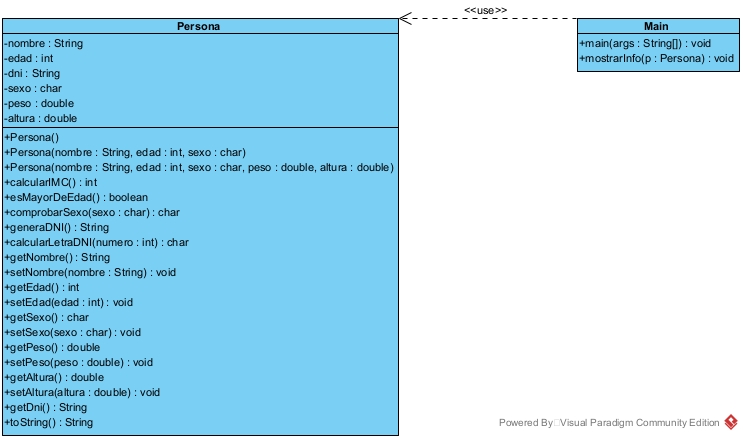 <<use>>
Persona
-nombre : String
-edad : int
-dni : String
-sexo : char
-peso : double
-altura : double
+Persona()
+Persona(nombre : String, edad : int, sexo : char)
+Persona(nombre : String, edad : int, sexo : char, peso : double, altura : double)
+calcularIMC() : int
+esMayorDeEdad() : boolean
+comprobarSexo(sexo : char) : char
+generaDNI() : String
+calcularLetraDNI(numero : int) : char
+getNombre() : String
+setNombre(nombre : String) : void
+getEdad() : int
+setEdad(edad : int) : void
+getSexo() : char
+setSexo(sexo : char) : void
+getPeso() : double
+setPeso(peso : double) : void
+getAltura() : double
+setAltura(altura : double) : void
+getDni() : String
+toString() : String
Main
+main(args : String[]) : void
+mostrarInfo(p : Persona) : void
Powered By Visual Paradigm Community Edition